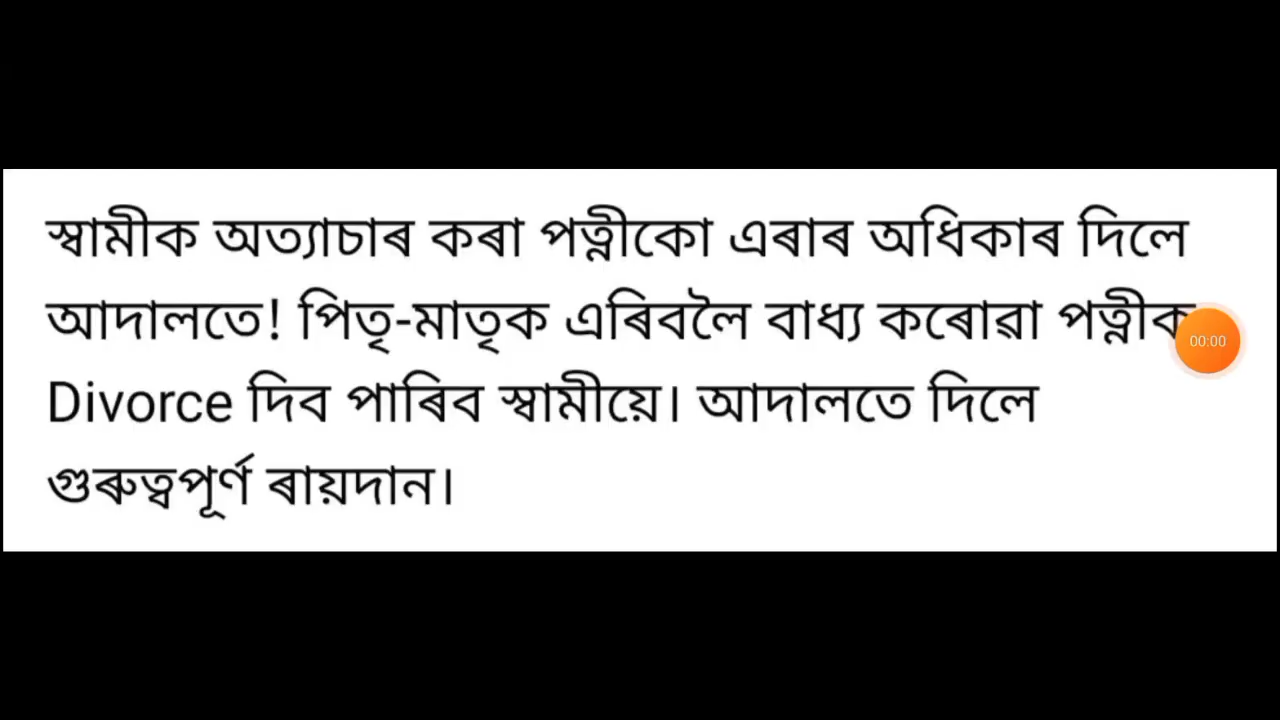 স্বামীক অত্যাচাৰ কৰা পত্নীকো এৰাৰ অধিকাৰ দিলে
আদালতে! পিতৃ-মাতৃক এৰিবলৈ বাধ্য কৰোৱা পত্নীক
00:00
Divorce দিব পাৰিব স্বামীয়ে। আদালতে দিলে
গুৰুত্বপূৰ্ণ ৰায়দান।